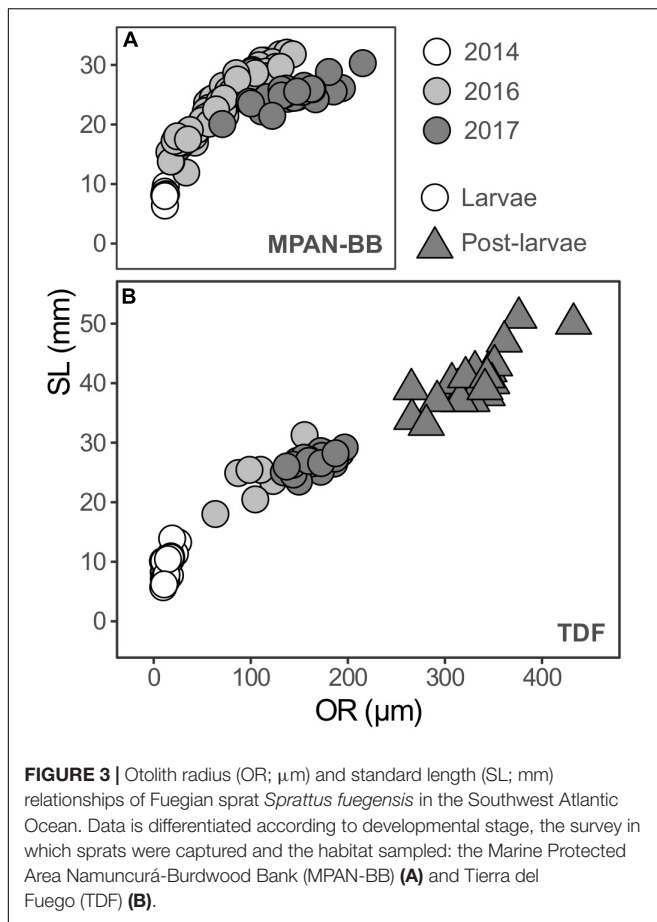 A
30
20
10
0
MPAN-BB
2014
2016
2017
Larvae
Post-larvae
B
50
40
30
20
10
0
TDF
0 100 200 300 400
SL (mm)
OR (µm)
FIGURE 3 | Otolith radius (OR; μm) and standard length (SL; mm)
relationships of Fuegian sprat Sprattus fuegensis in the Southwest Atlantic
Ocean. Data is differentiated according to developmental stage, the survey in
which sprats were captured and the habitat sampled: the Marine Protected
Area Namuncurá-Burdwood Bank (MPAN-BB) (A) and Tierra del
Fuego (TDF) (B).